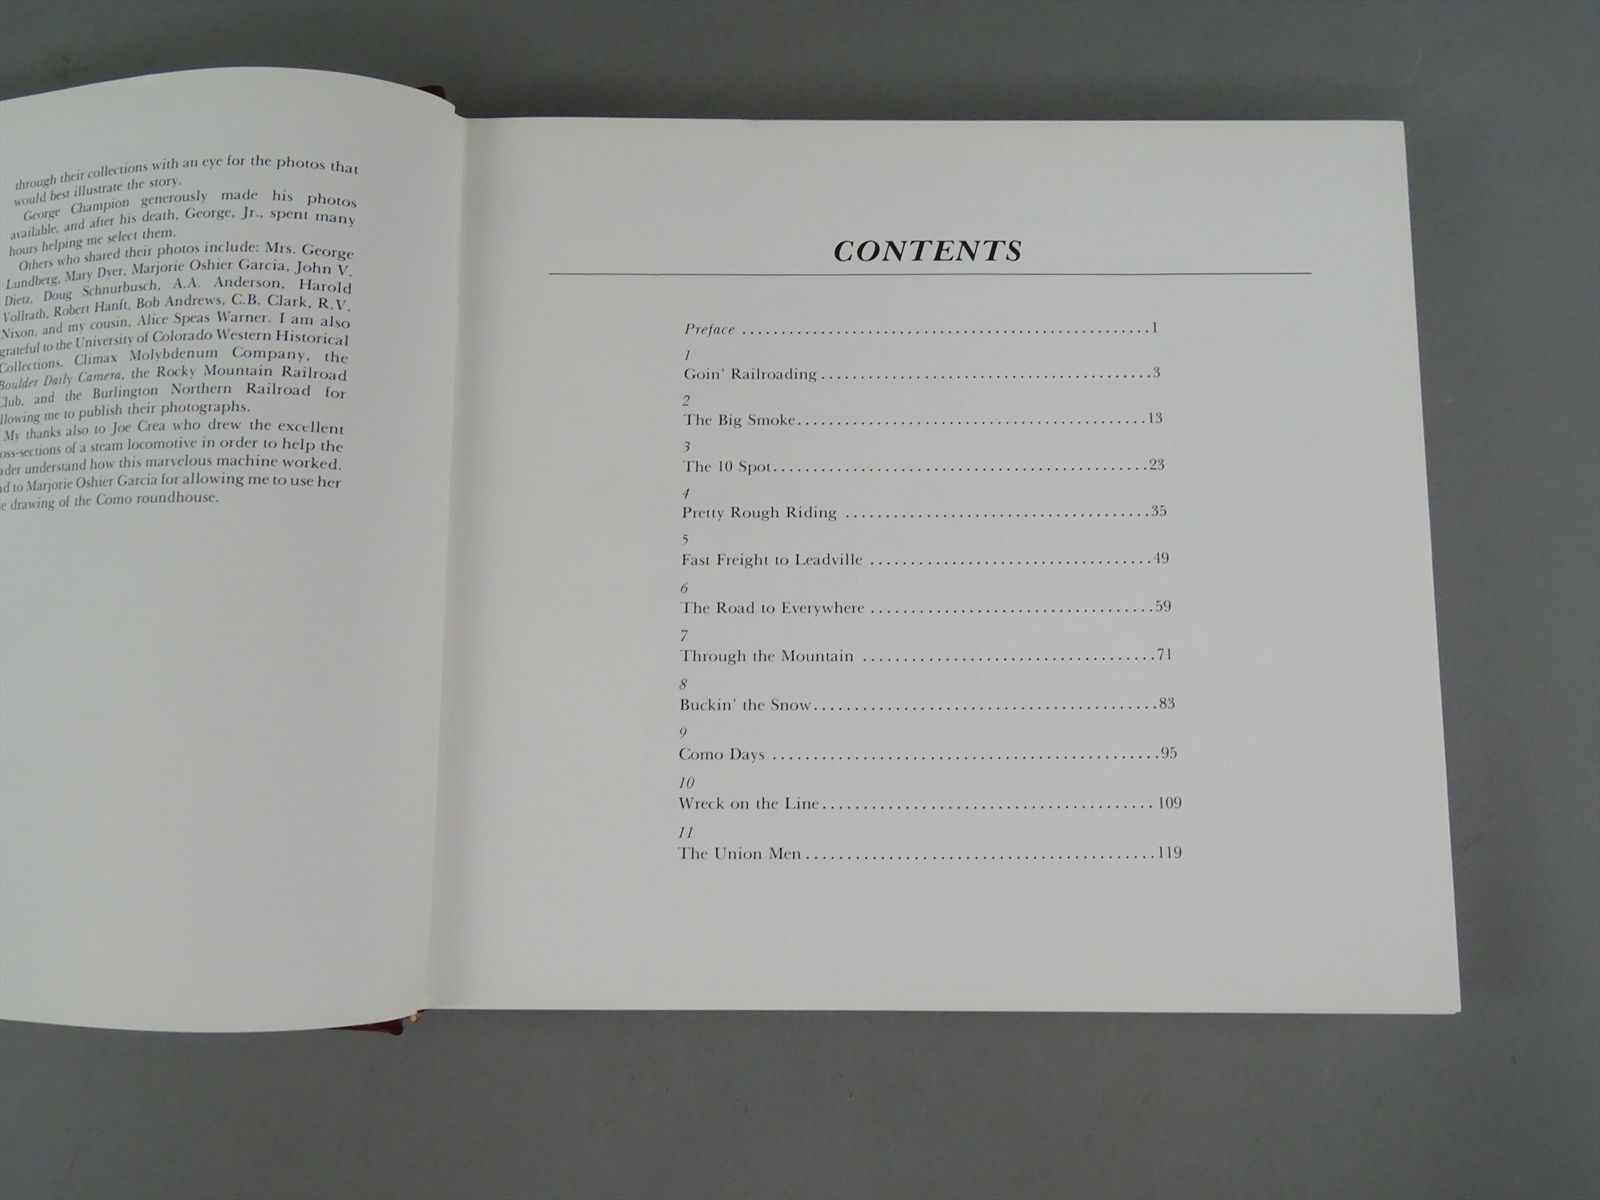 through their collections with an eye for the photos that
would best illustrate the story.
George Champion generously made his photos
available, and after his death, George, Jr., spent many
hours helping me select them.
Others who shared their photos include: Mrs. George
Lundberg, Mary Dyer, Marjorie Oshier Garcia, John V.
Dietz, Doug Schnurbusch, A.A. Anderson, Harold
Vollrath, Robert Hanft, Bob Andrews, C.B. Clark, R.V.
Nixon, and my cousin, Alice Speas Warner. I am also
grateful to the University of Colorado Western Historical
Collections, Climax Molybdenum Company, the
Boulder Daily Camera, the Rocky Mountain Railroad
Club, and the Burlington Northern Railroad for
llowing me to publish their photographs.
My thanks also to Joe Crea who drew the excellent
oss-sections of a steam locomotive in order to help the
ader understand how this marvelous machine worked.
nd to Marjorie Oshier Garcia for allowing me to use her
e drawing of the Como roundhouse.
CONTENTS
Preface ..................................................1
1
Goin' Railroading.........................................3
2
The Big Smoke...........................................13
3
The 10 Spot..............................................23
4
Pretty Rough Riding .....................................35
5
Fast Freight to Leadville ..................................49
6
The Road to Everywhere ..................................59
7
Through the Mountain ...................................71
8
Buckin' the Snow.........................................83
9
Como Days ..............................................95
10
Wreck on the Line........................................109
11
The Union Men..........................................119